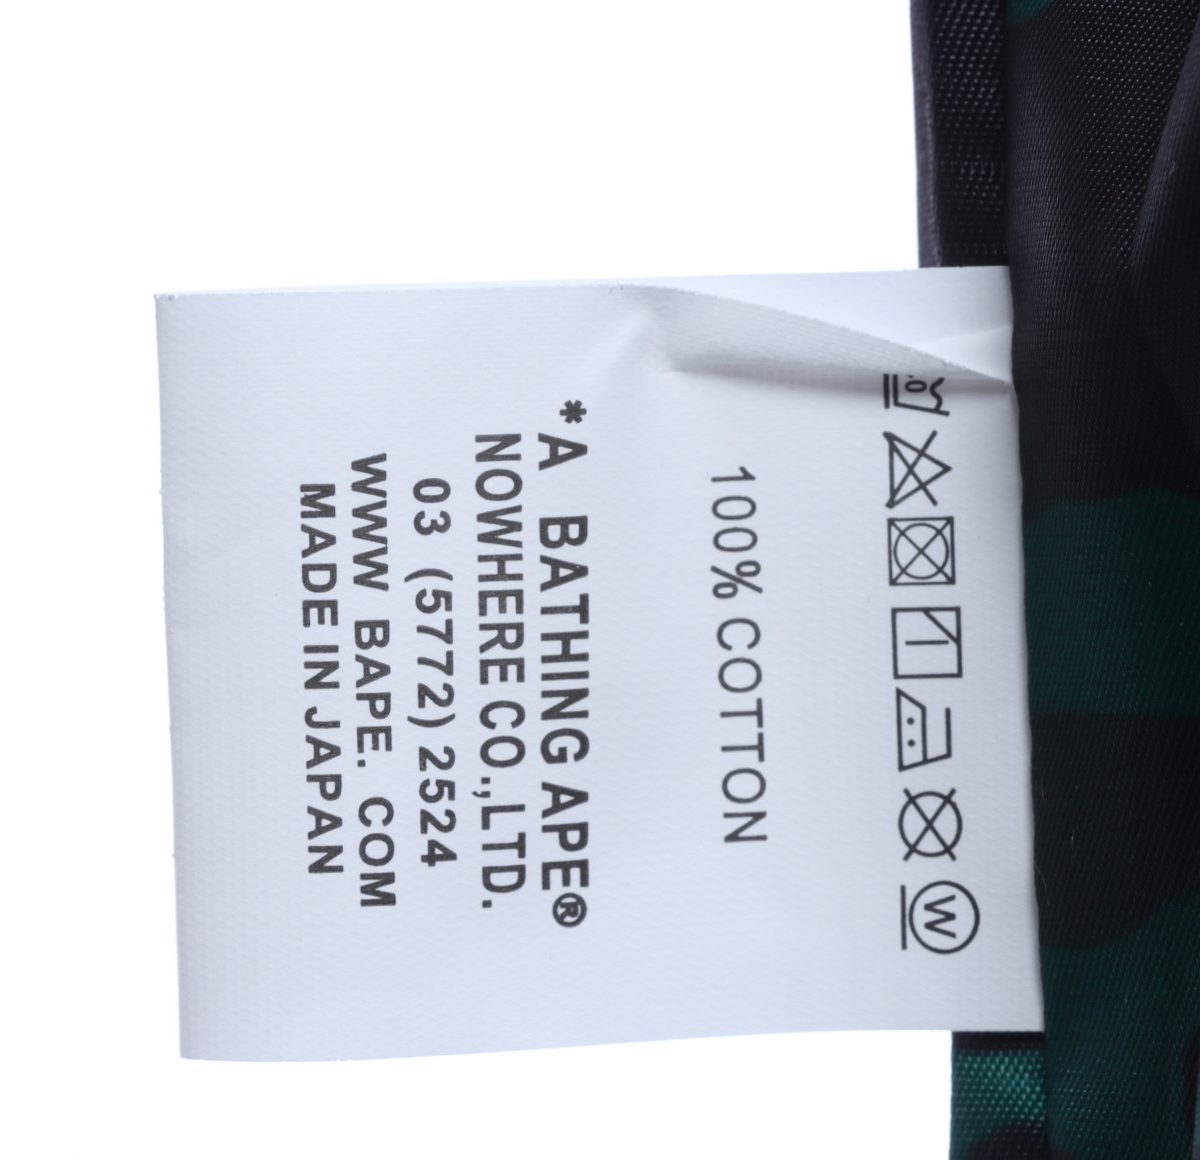 100% COTTON
*A BATHING APE®
NOWHERE CO.,LTD.
03 (5772) 2524
WWW BAPE. COM
MADE IN JAPAN
W